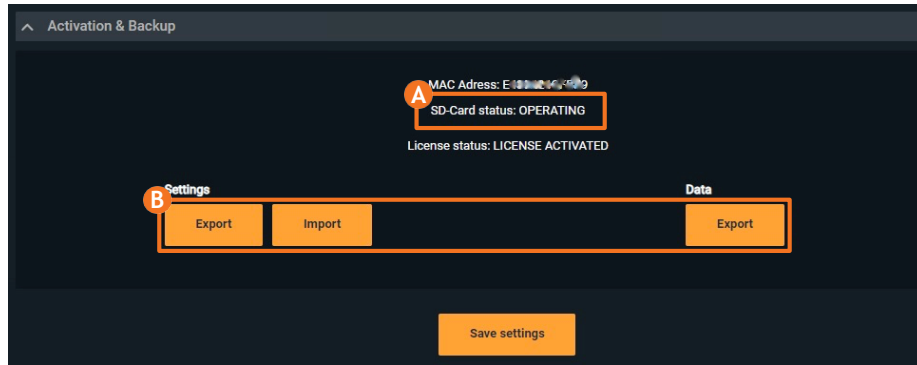 Activation & Backup
MAC Adress:
A
SD-Card status: OPERATING
License status: LICENSE ACTIVATED
B
Settings
Data
Export
Import
Export
Save settings